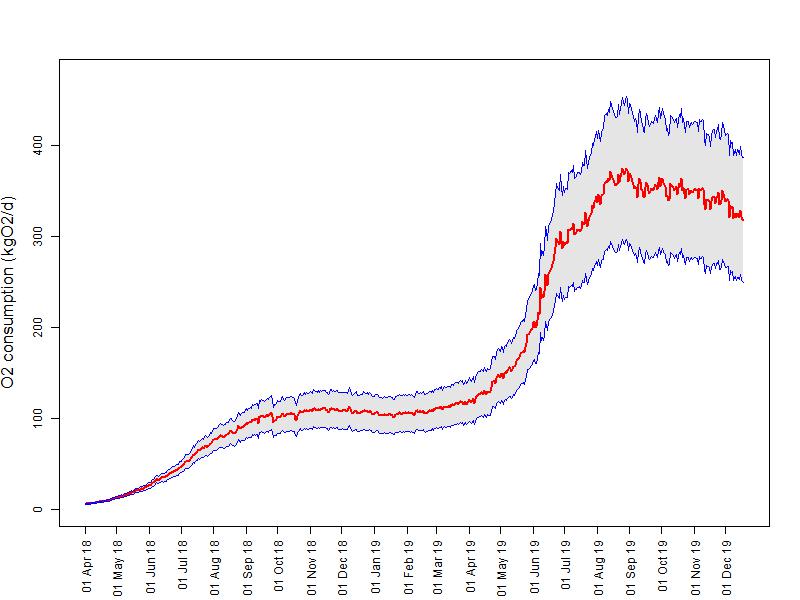 O2 consumption (kgO2/d)
400
300
200
100
0
01 Apr 18
01 May 18
01 Jun 18
01 Jul 18
01 Aug 18
01 Sep 18
01 Oct 18
01 Nov 18
01 Dec 18
01 Jan 19
01 Feb 19
01 Mar 19
01 Apr 19
01 May 19
01 Jun 19
01 Jul 19
01 Aug 19
01 Sep 19
01 Oct 19
01 Nov 19
01 Dec 19